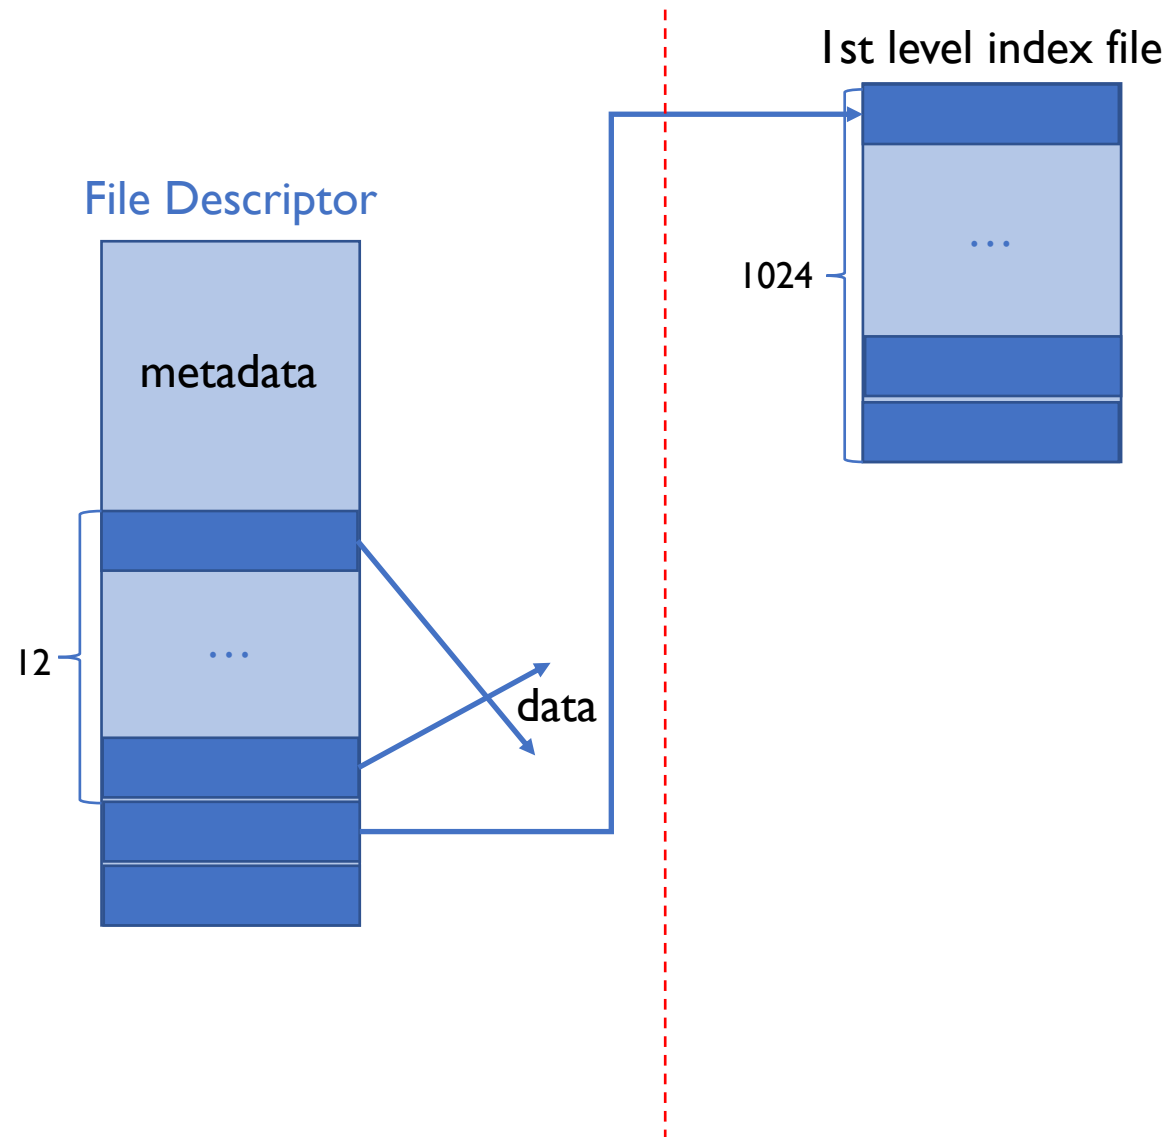 1st level index file
File Descriptor
...
1024
metadata
...
12
data